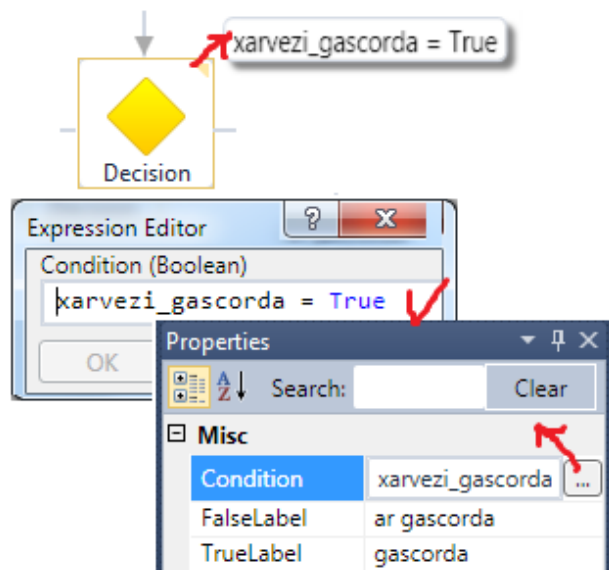 xarvezi_gascorda = True
Decision
Expression Editor
?
Condition (Boolean)
xarvezi_gascorda = True
OK
Properties
A
Z
Search:
Clear
Misc
Condition xarvezi_gascorda ...
FalseLabel ar gascorda
TrueLabel gascorda